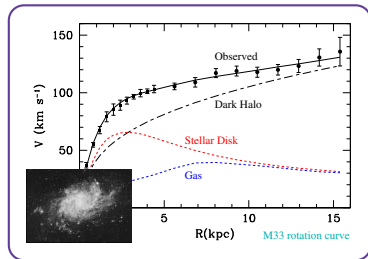 150
Observed
100
Dark Halo
V (km s⁻¹)
Stellar Disk
50
Gas
5
10
15
R(kpc)
M33 rotation curve